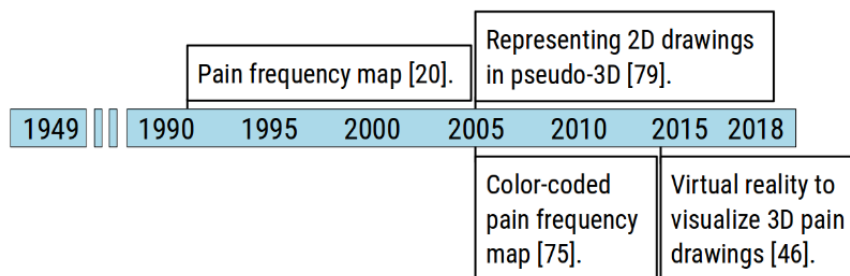 Representing 2D drawings
in pseudo-3D [79].
Pain frequency map [20].
1949 1990 1995 2000 2005 2010 2015 2018
Color-coded
pain frequency
map [75].
Virtual reality to
visualize 3D pain
drawings [46].